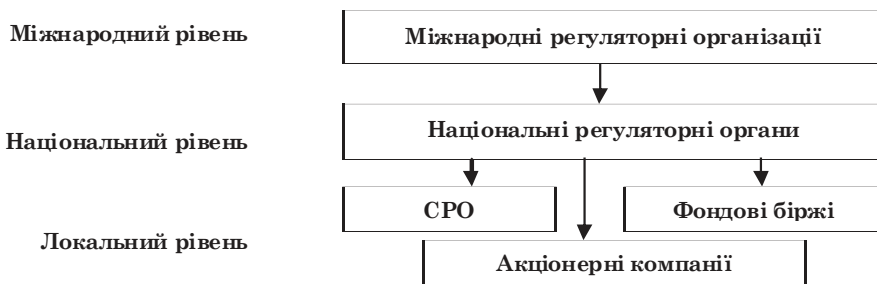 Міжнародний рівень
Міжнародні регуляторні організації
Національний рівень
Національні регуляторні органи
СРО
Фондові біржі
Локальний рівень
Акціонерні компанії